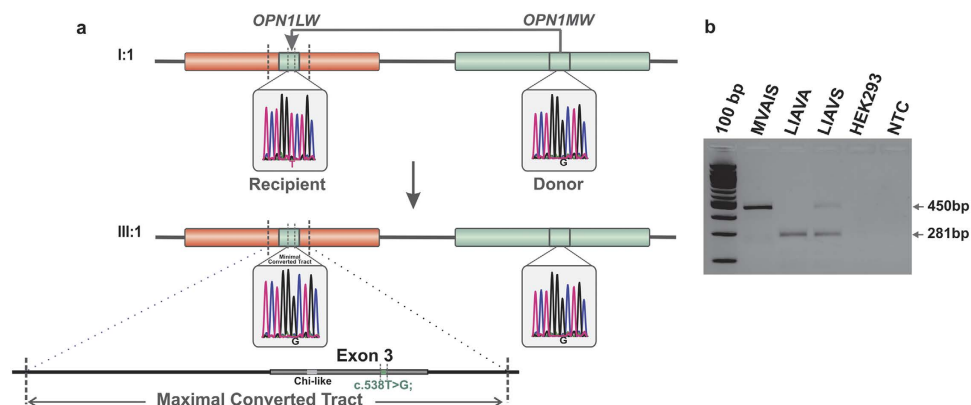 a
OPN1LW
OPN1MW
I:1
T
G
Recipient
Donor
III:1
Minimal
Converted Tract
G
G
Exon 3
Chi-like
c.538T>G;
Maximal Converted Tract
b
100 bp
MVAIS
LIAVA
LIAVS
HEK293
NTC
450bp
281bp